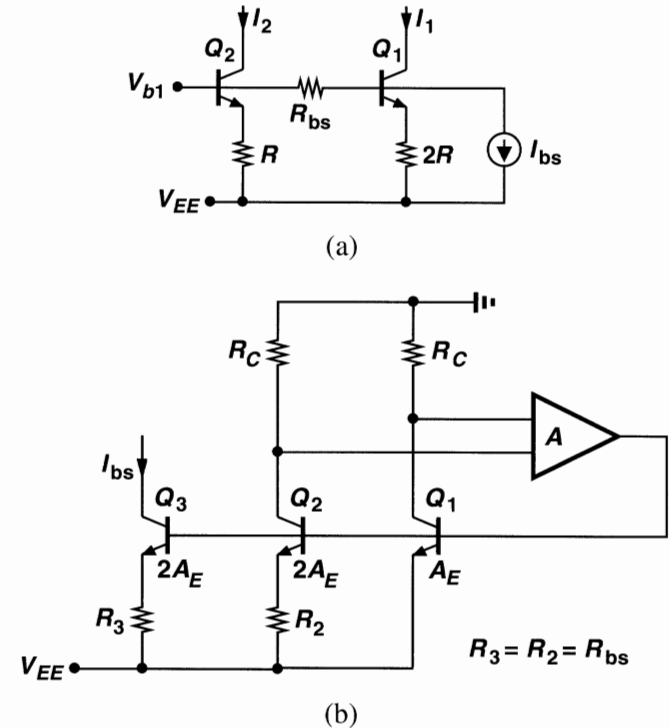 I2 I1
Q2 Q1
Vb1
Rbs
R 2R Ibs
VEE
(a)
RC RC
A
Ibs
Q3 Q2 Q1
2AE 2AE AE
R3 R2
R3 = R2 = Rbs
VEE
(b)